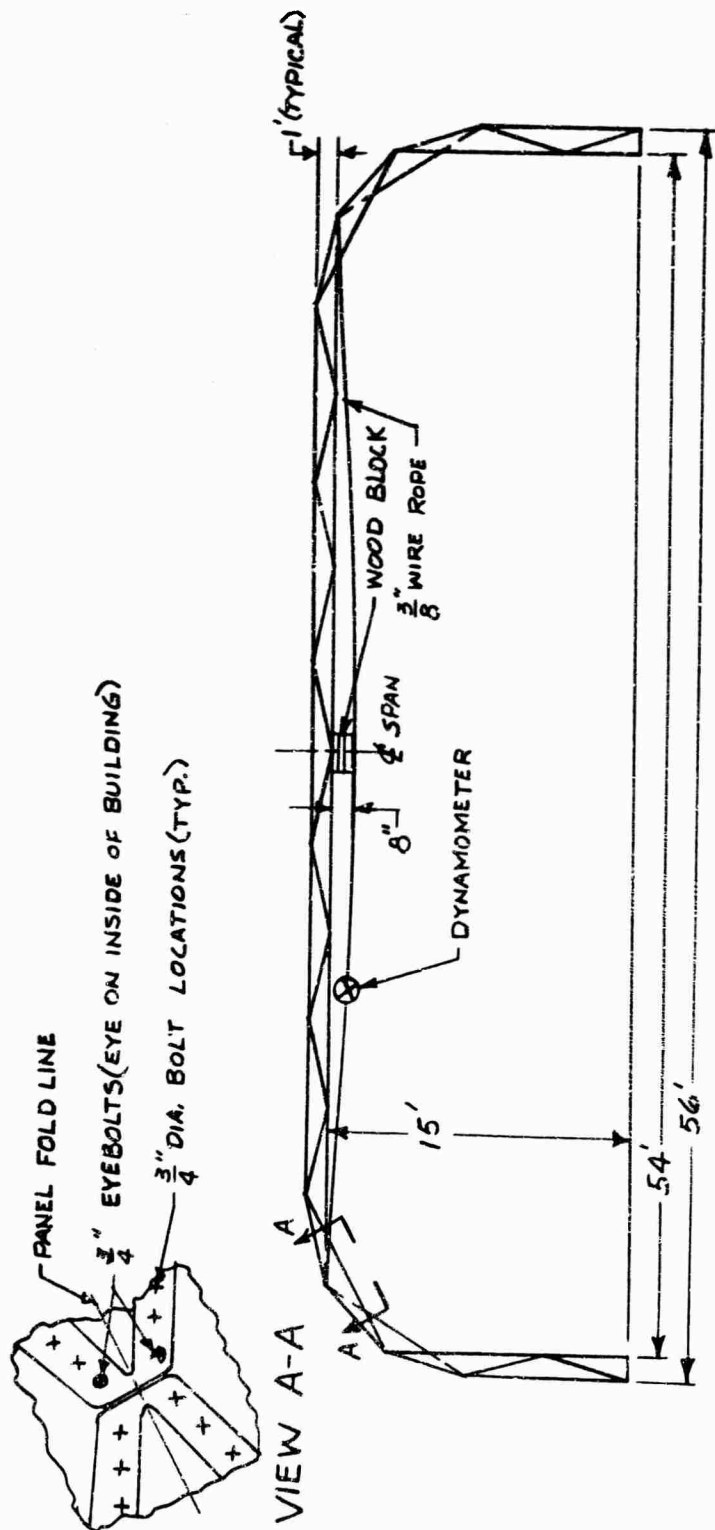 PANEL FOLD LINE
3/4" EYEBOLTS (EYE ON INSIDE OF BUILDING)
3/4" DIA. BOLT LOCATIONS (TYP.)
VIEW A-A
A
A
1' (TYPICAL)
WOOD BLOCK
3/8" WIRE ROPE
℄ SPAN
8"
DYNAMOMETER
15'
54'
56'